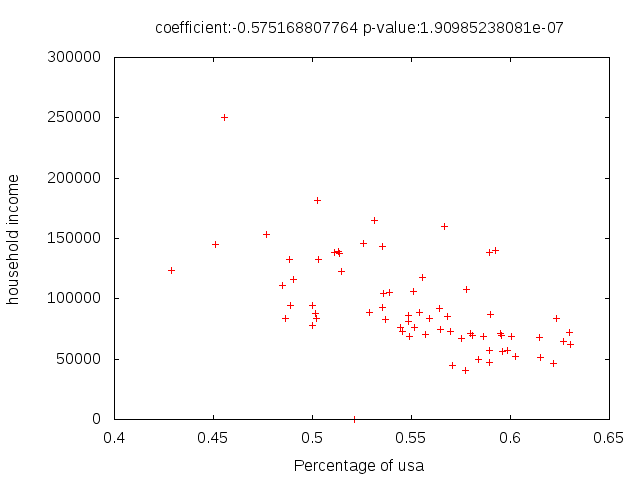 coefficient:-0.575168807764 p-value:1.90985238081e-07
300000
250000
200000
150000
100000
50000
0
household income
0.4 0.45 0.5 0.55 0.6 0.65
Percentage of usa